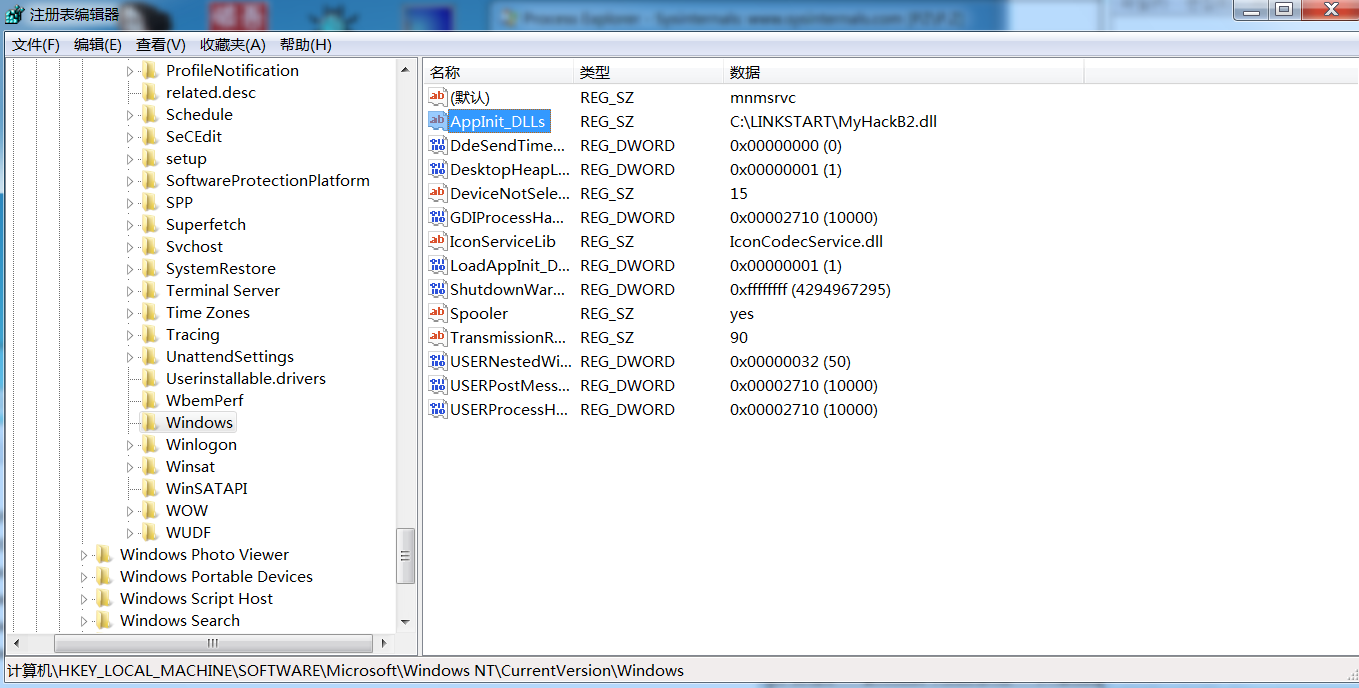 注册表编辑器
Process Explorer - Sysinternals: www.sysinternals.com
文件(F) 编辑(E) 查看(V) 收藏夹(A) 帮助(H)
ProfileNotification
related.desc
Schedule
SeCEdit
setup
SoftwareProtectionPlatform
SPP
Superfetch
Svchost
SystemRestore
Terminal Server
Time Zones
Tracing
UnattendSettings
Userinstallable.drivers
WbemPerf
Windows
Winlogon
Winsat
WinSATAPI
WOW
WUDF
Windows Photo Viewer
Windows Portable Devices
Windows Script Host
Windows Search
名称 类型 数据
(默认) REG_SZ mnmsrvc
AppInit_DLLs REG_SZ C:\LINKSTART\MyHackB2.dll
DdeSendTime... REG_DWORD 0x00000000 (0)
DesktopHeapL... REG_DWORD 0x00000001 (1)
DeviceNotSele... REG_SZ 15
GDIProcessHa... REG_DWORD 0x00002710 (10000)
IconServiceLib REG_SZ IconCodecService.dll
LoadAppInit_D... REG_DWORD 0x00000001 (1)
ShutdownWar... REG_DWORD 0xffffffff (4294967295)
Spooler REG_SZ yes
TransmissionR... REG_SZ 90
USERNestedWi... REG_DWORD 0x00000032 (50)
USERPostMess... REG_DWORD 0x00002710 (10000)
USERProcessH... REG_DWORD 0x00002710 (10000)
计算机\HKEY_LOCAL_MACHINE\SOFTWARE\Microsoft\Windows NT\CurrentVersion\Windows